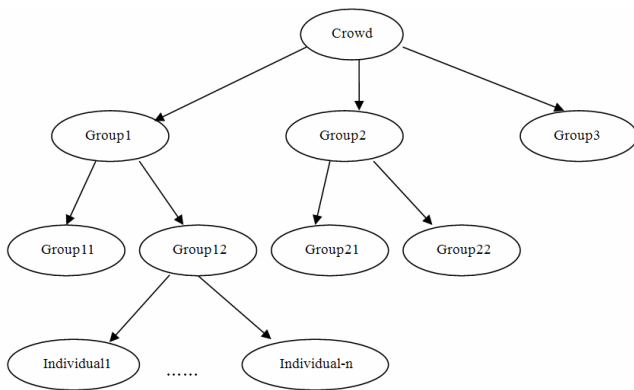 Crowd
Group1
Group2
Group3
Group11
Group12
Group21
Group22
Individual1
……
Individual-n